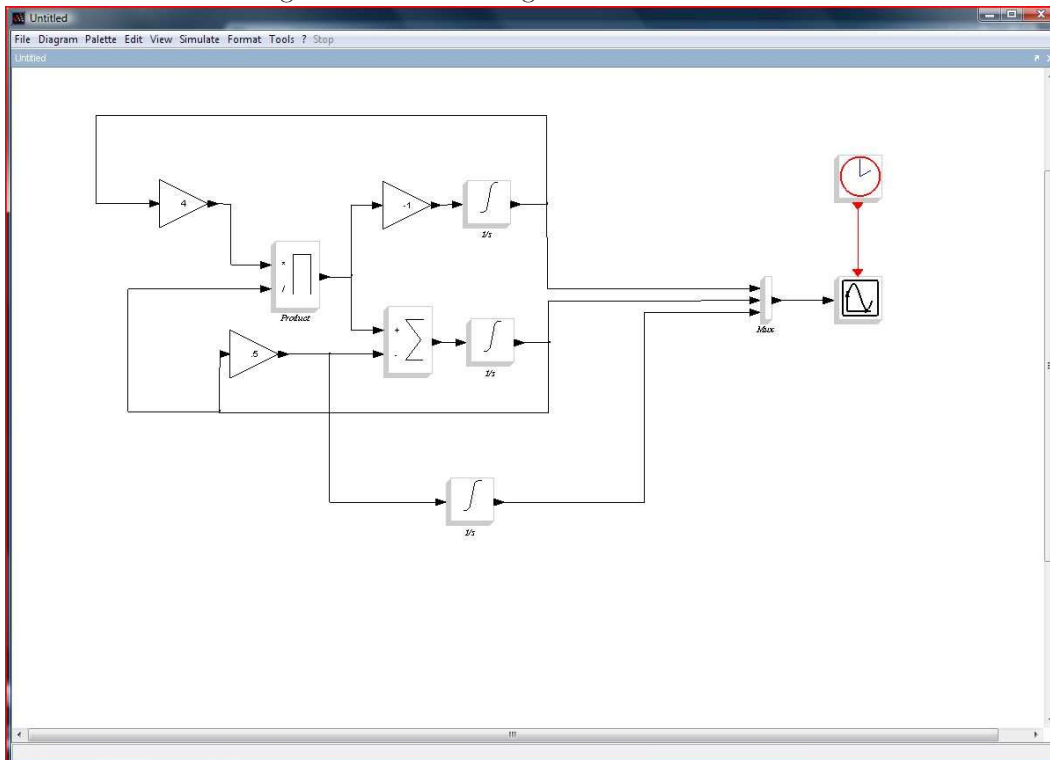 Untitled
File Diagram Palette Edit View Simulate Format Tools ? Stop
Untitled
4
-1
1/s
*
/
Product
.5
+
-
1/s
Mux
1/s